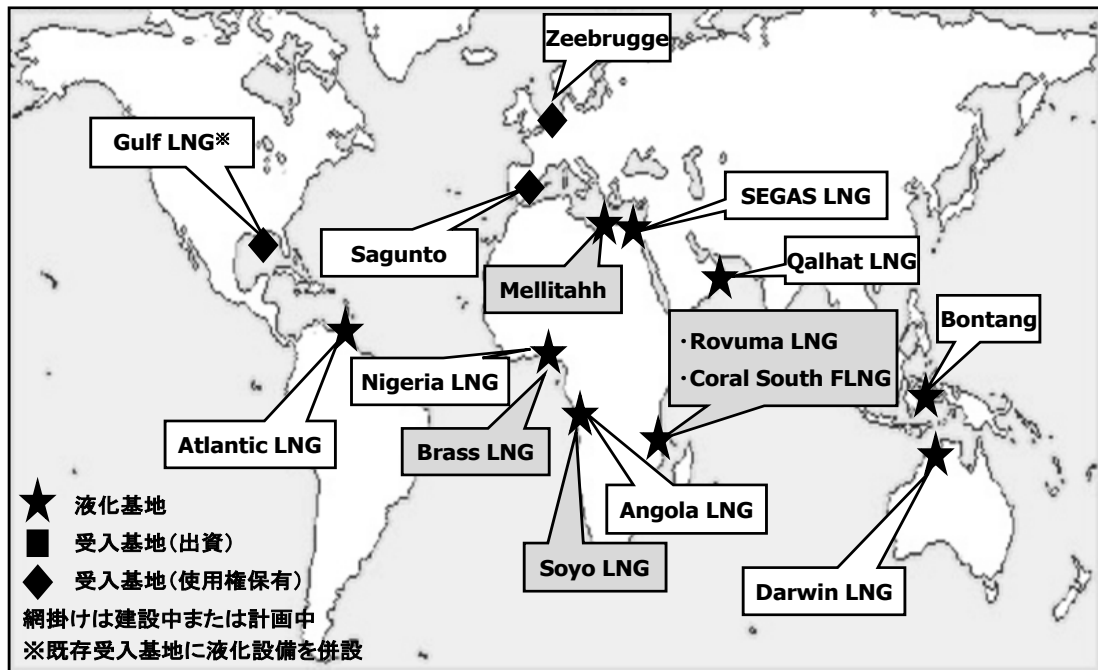 Zeebrugge
Gulf LNG※
SEGAS LNG
Sagunto
Qalhat LNG
Mellitahh
Bontang
・Rovuma LNG
・Coral South FLNG
Nigeria LNG
Atlantic LNG
Brass LNG
Angola LNG
Soyo LNG
Darwin LNG
液化基地
受入基地(出資)
受入基地(使用権保有)
網掛けは建設中または計画中
※既存受入基地に液化設備を併設